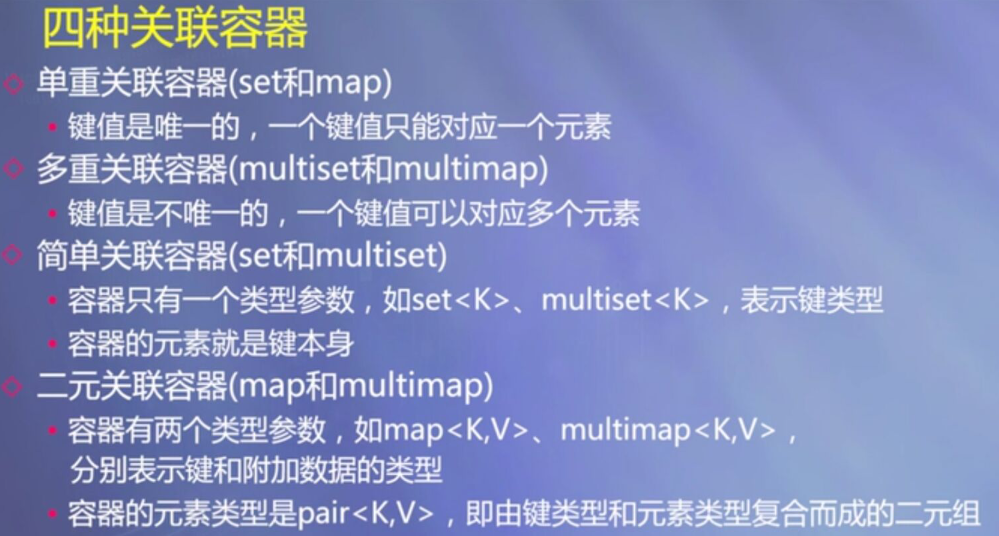 四种关联容器
单重关联容器(set和map)
键值是唯一的，一个键值只能对应一个元素
多重关联容器(multiset和multimap)
键值是不唯一的，一个键值可以对应多个元素
简单关联容器(set和multiset)
容器只有一个类型参数，如set<K>、multiset<K>，表示键类型
容器的元素就是键本身
二元关联容器(map和multimap)
容器有两个类型参数，如map<K,V>、multimap<K,V>，
分别表示键和附加数据的类型
容器的元素类型是pair<K,V>，即由键类型和元素类型复合而成的二元组